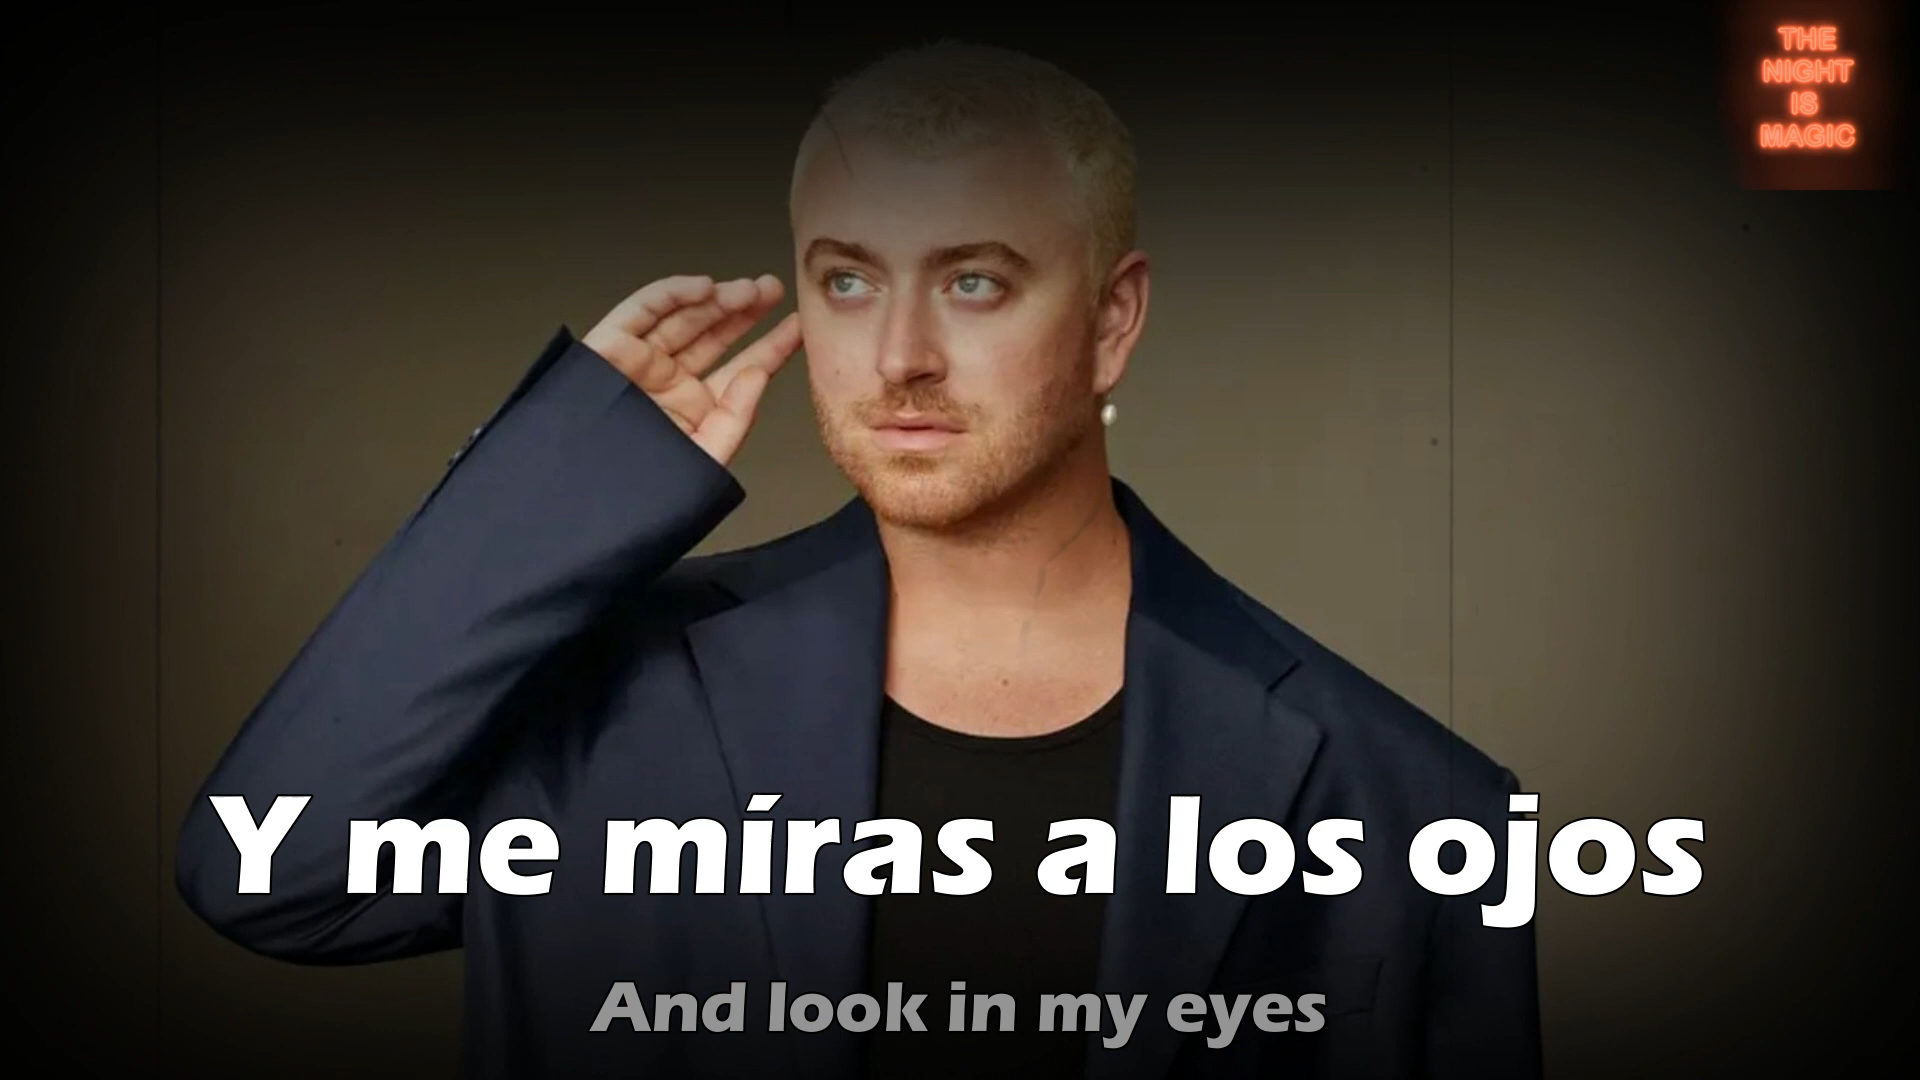 THE
NIGHT
IS
MAGIC
Y me míras a los ojos
And look in my eyes